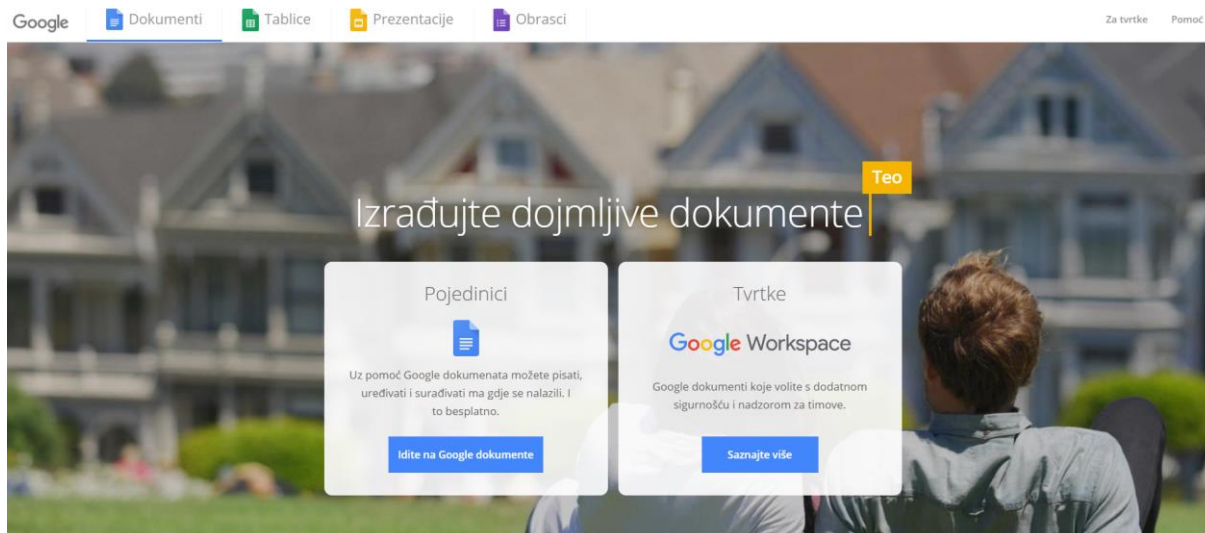 Google Dokumenti Tablice Prezentacije Obrasci Za tvrtke Pomoć
Teo
Izrađujte dojmljive dokumente
Pojedinici
Uz pomoć Google dokumenata možete pisati,
uređivati i surađivati ma gdje se nalazili. I
to besplatno.
Idite na Google dokumente
Tvrtke
Google Workspace
Google dokumenti koje volite s dodatnom
sigurnošću i nadzorom za timove.
Saznajte više